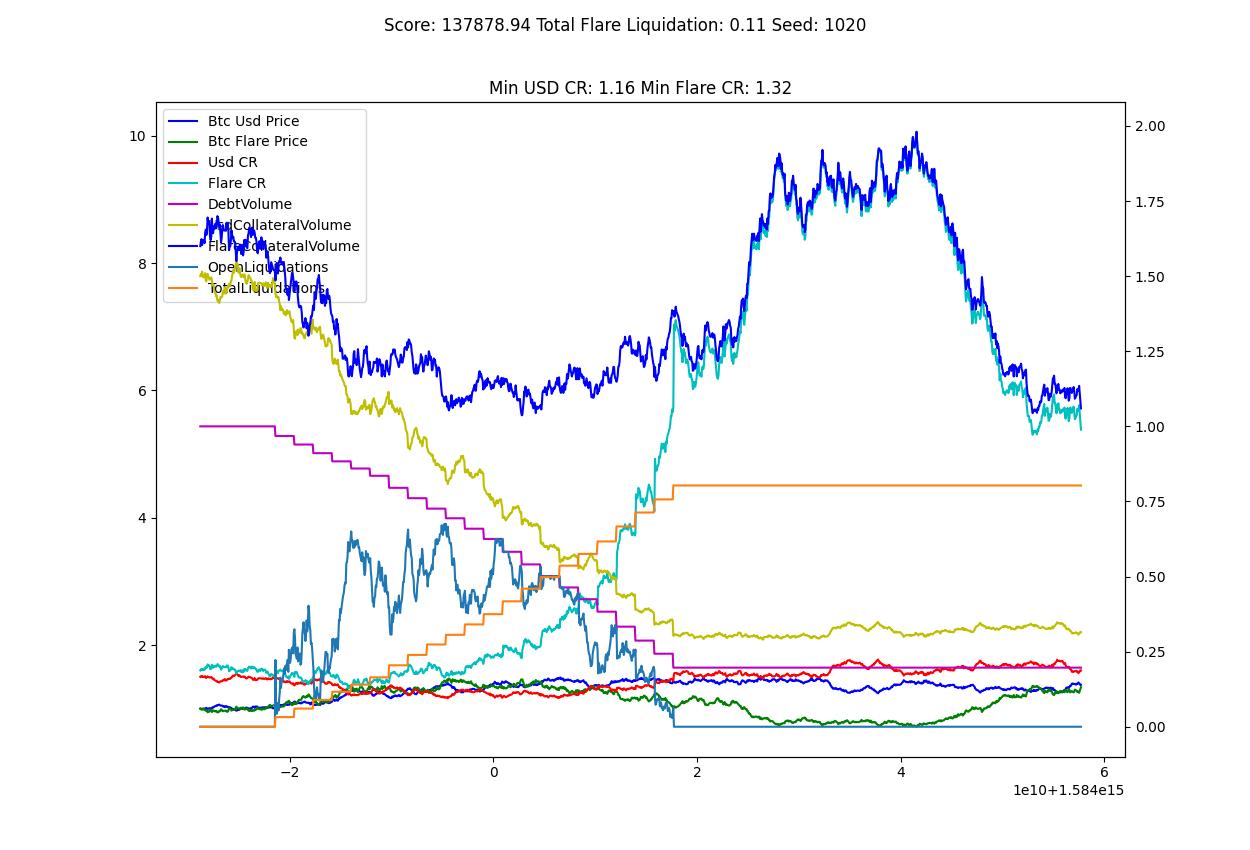 Score: 137878.94 Total Flare Liquidation: 0.11 Seed: 1020
Min USD CR: 1.16 Min Flare CR: 1.32
Btc Usd Price
Btc Flare Price
Usd CR
Flare CR
DebtVolume
UsdCollateralVolume
FlareCollateralVolume
OpenLiquidations
TotalLiquidations
10
8
6
4
2
2.00
1.75
1.50
1.25
1.00
0.75
0.50
0.25
0.00
−2
0
2
4
6
1e10+1.584e15